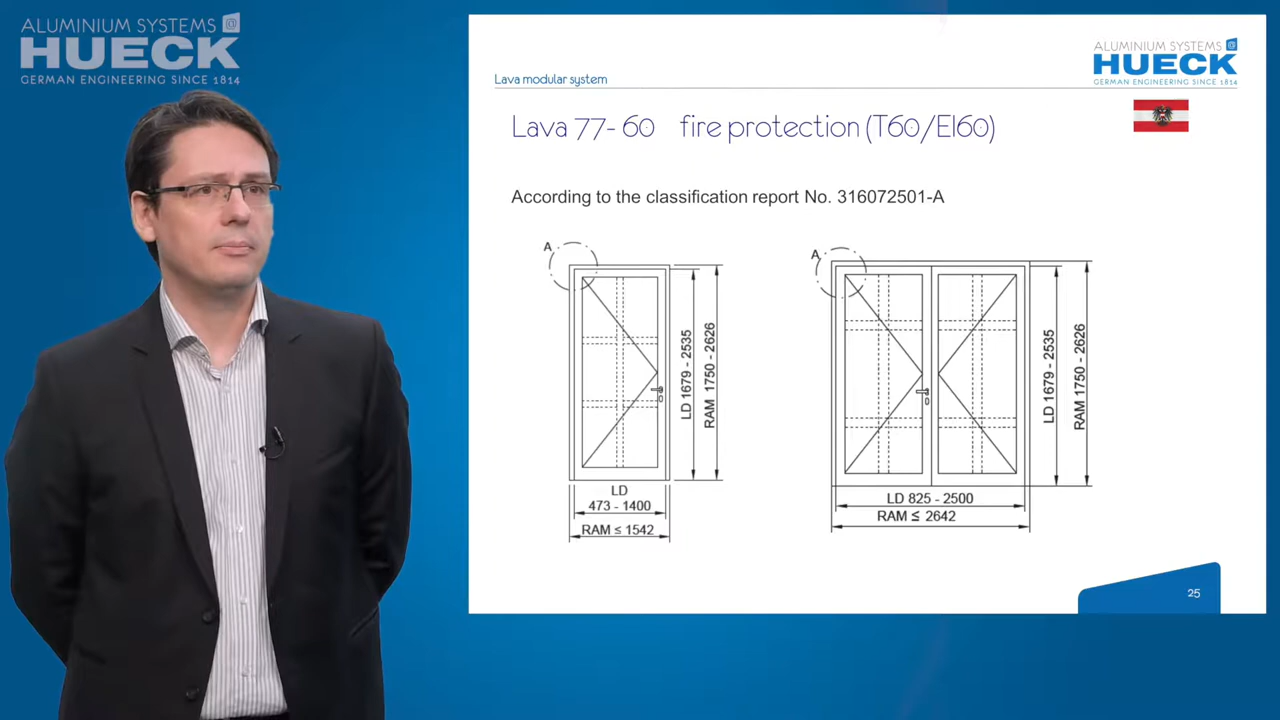 ALUMINIUM SYSTEMS @
HUECK
GERMAN ENGINEERING SINCE 1814
ALUMINIUM SYSTEMS @
HUECK
GERMAN ENGINEERING SINCE 1814
Lava modular system
Lava 77- 60 fire protection (T60/EI60)
According to the classification report No. 316072501-A
A
LD 1679 - 2535
RAM 1750 - 2626
LD
473 - 1400
RAM ≤ 1542
A
LD 1679 - 2535
RAM 1750 - 2626
LD 825 - 2500
RAM ≤ 2642
25